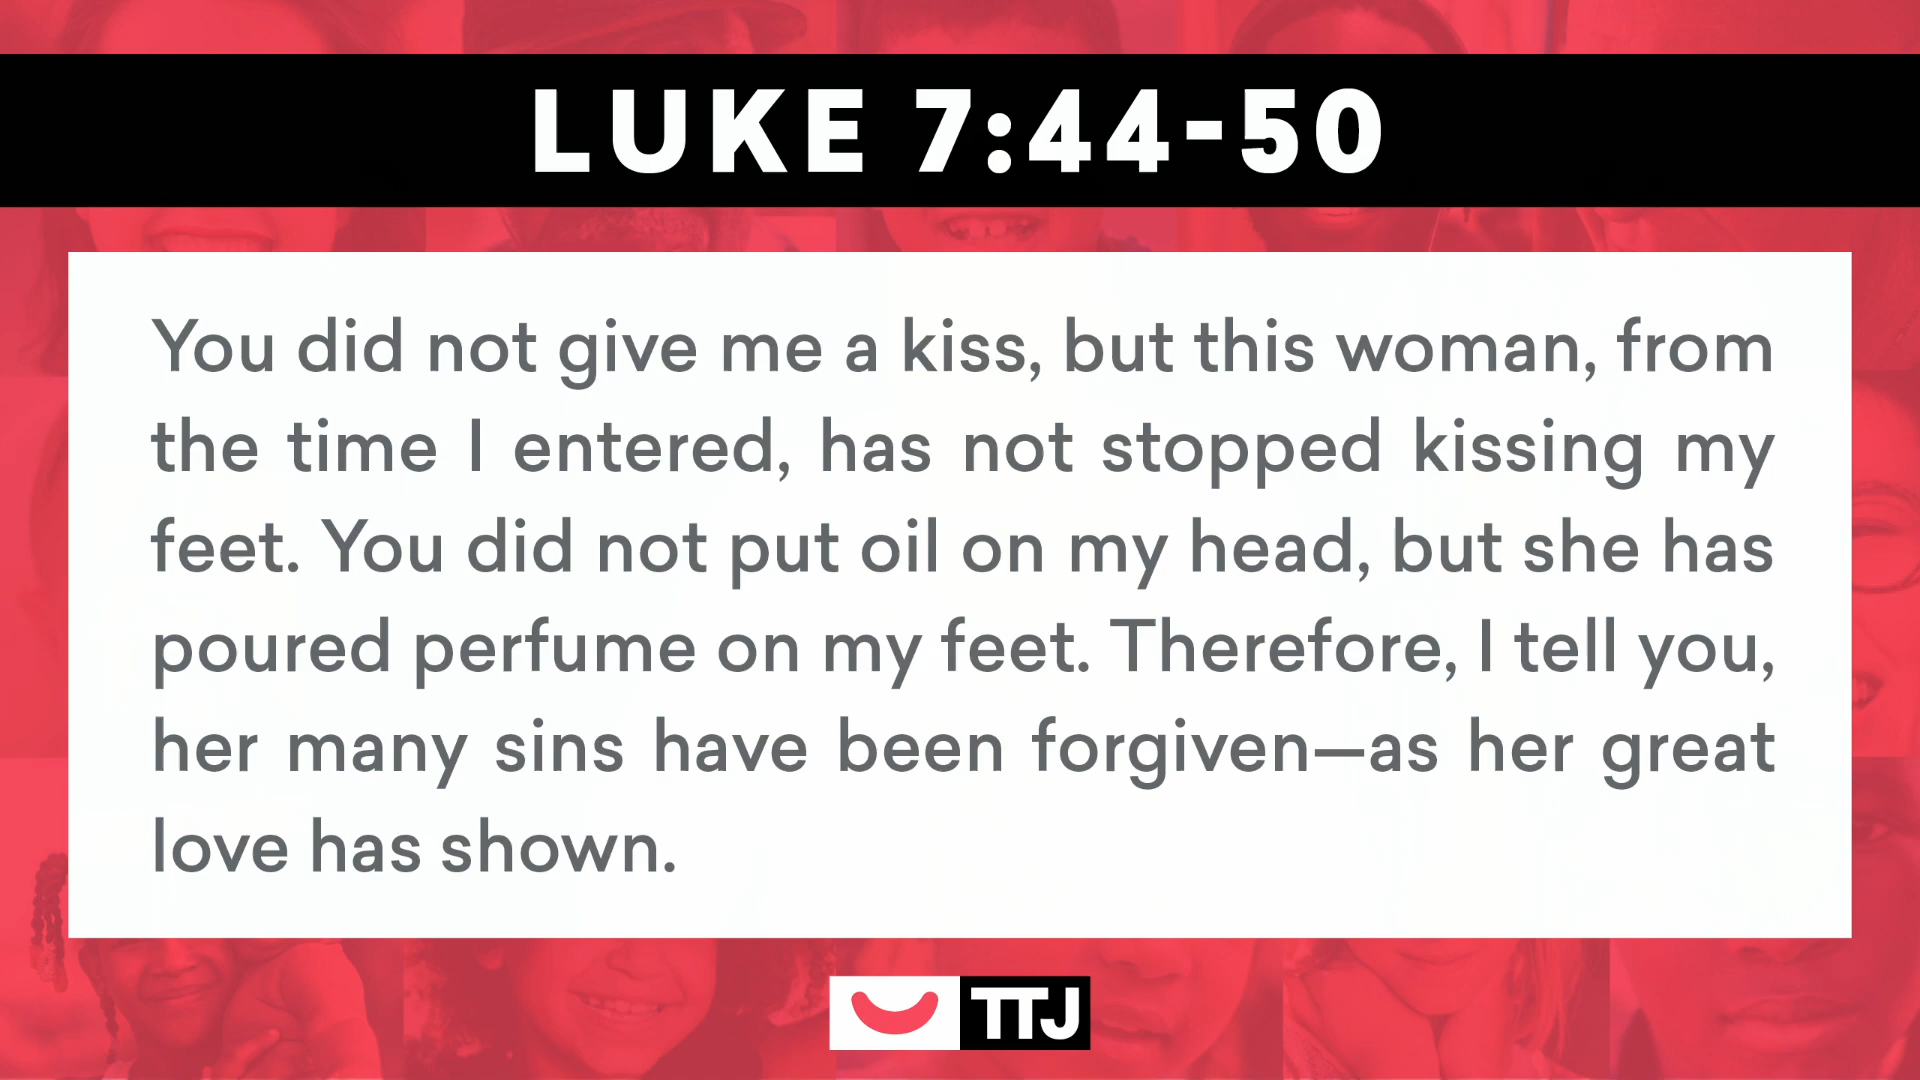 LUKE 7:44-50
You did not give me a kiss, but this woman, from
the time I entered, has not stopped kissing my
feet. You did not put oil on my head, but she has
poured perfume on my feet. Therefore, I tell you,
her many sins have been forgiven—as her great
love has shown.
TTJ